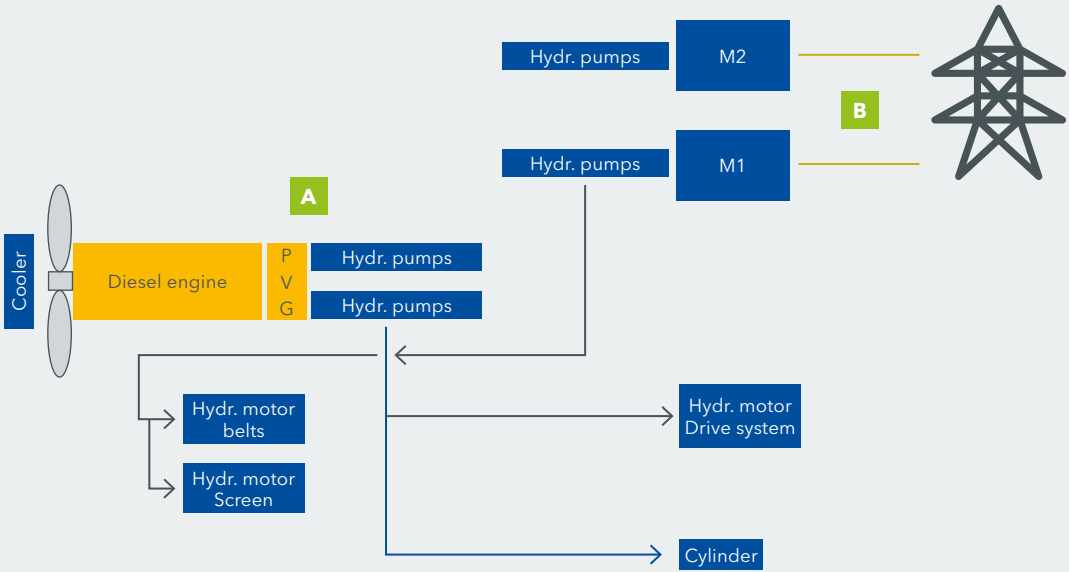 Hydr. pumps
M2
B
Hydr. pumps
M1
A
Cooler
Diesel engine
P
V
G
Hydr. pumps
Hydr. pumps
Hydr. motor
belts
Hydr. motor
Drive system
Hydr. motor
Screen
Cylinder